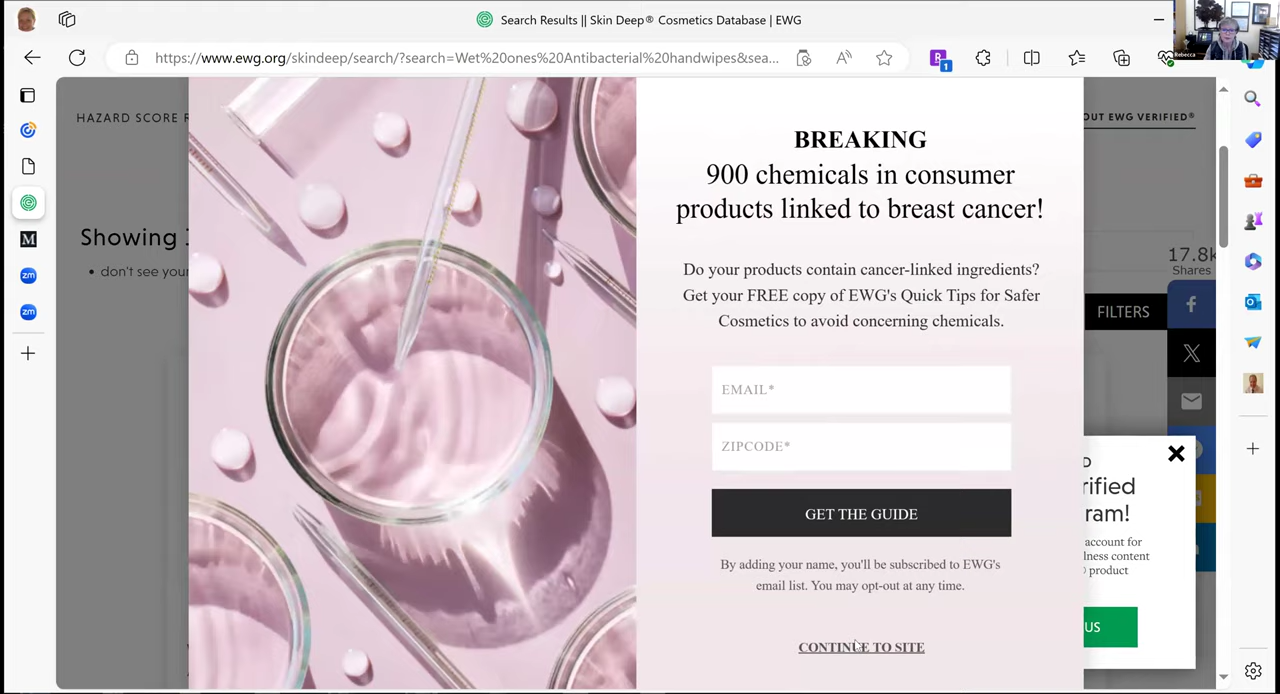 Search Results || Skin Deep® Cosmetics Database | EWG
https://www.ewg.org/skindeep/search/?search=Wet%20ones%20Antibacterial%20handwipes&sea...
1
Rebecca
HAZARD SCORE R
OUT EWG VERIFIED®
Showing
• don't see your
BREAKING
900 chemicals in consumer
products linked to breast cancer!
Do your products contain cancer-linked ingredients?
Get your FREE copy of EWG's Quick Tips for Safer
Cosmetics to avoid concerning chemicals.
EMAIL*
ZIPCODE*
GET THE GUIDE
By adding your name, you'll be subscribed to EWG's
email list. You may opt-out at any time.
CONTINUE TO SITE
17.8k
Shares
FILTERS
D
rified
ram!
account for
lness content
product
US
M
zm
zm